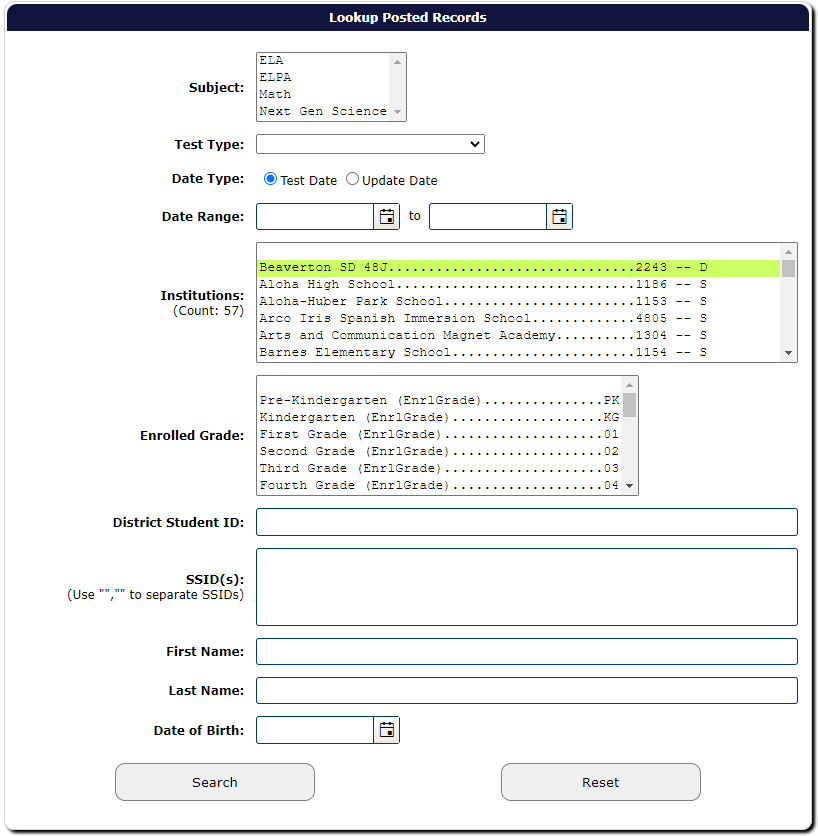 Lookup Posted Records
Subject:
ELA
ELPA
Math
Next Gen Science
Test Type:
Date Type: Test Date Update Date
Date Range: to
Institutions:
(Count: 57)
Beaverton SD 48J...............................2243 -- D
Aloha High School..............................1186 -- S
Aloha-Huber Park School........................1153 -- S
Arco Iris Spanish Immersion School.............4805 -- S
Arts and Communication Magnet Academy..........1304 -- S
Barnes Elementary School.......................1154 -- S
Enrolled Grade:
Pre-Kindergarten (EnrlGrade)...............PK
Kindergarten (EnrlGrade)...................KG
First Grade (EnrlGrade)....................01
Second Grade (EnrlGrade)...................02
Third Grade (EnrlGrade)....................03
Fourth Grade (EnrlGrade)...................04
District Student ID:
SSID(s):
(Use "","" to separate SSIDs)
First Name:
Last Name:
Date of Birth:
Search Reset